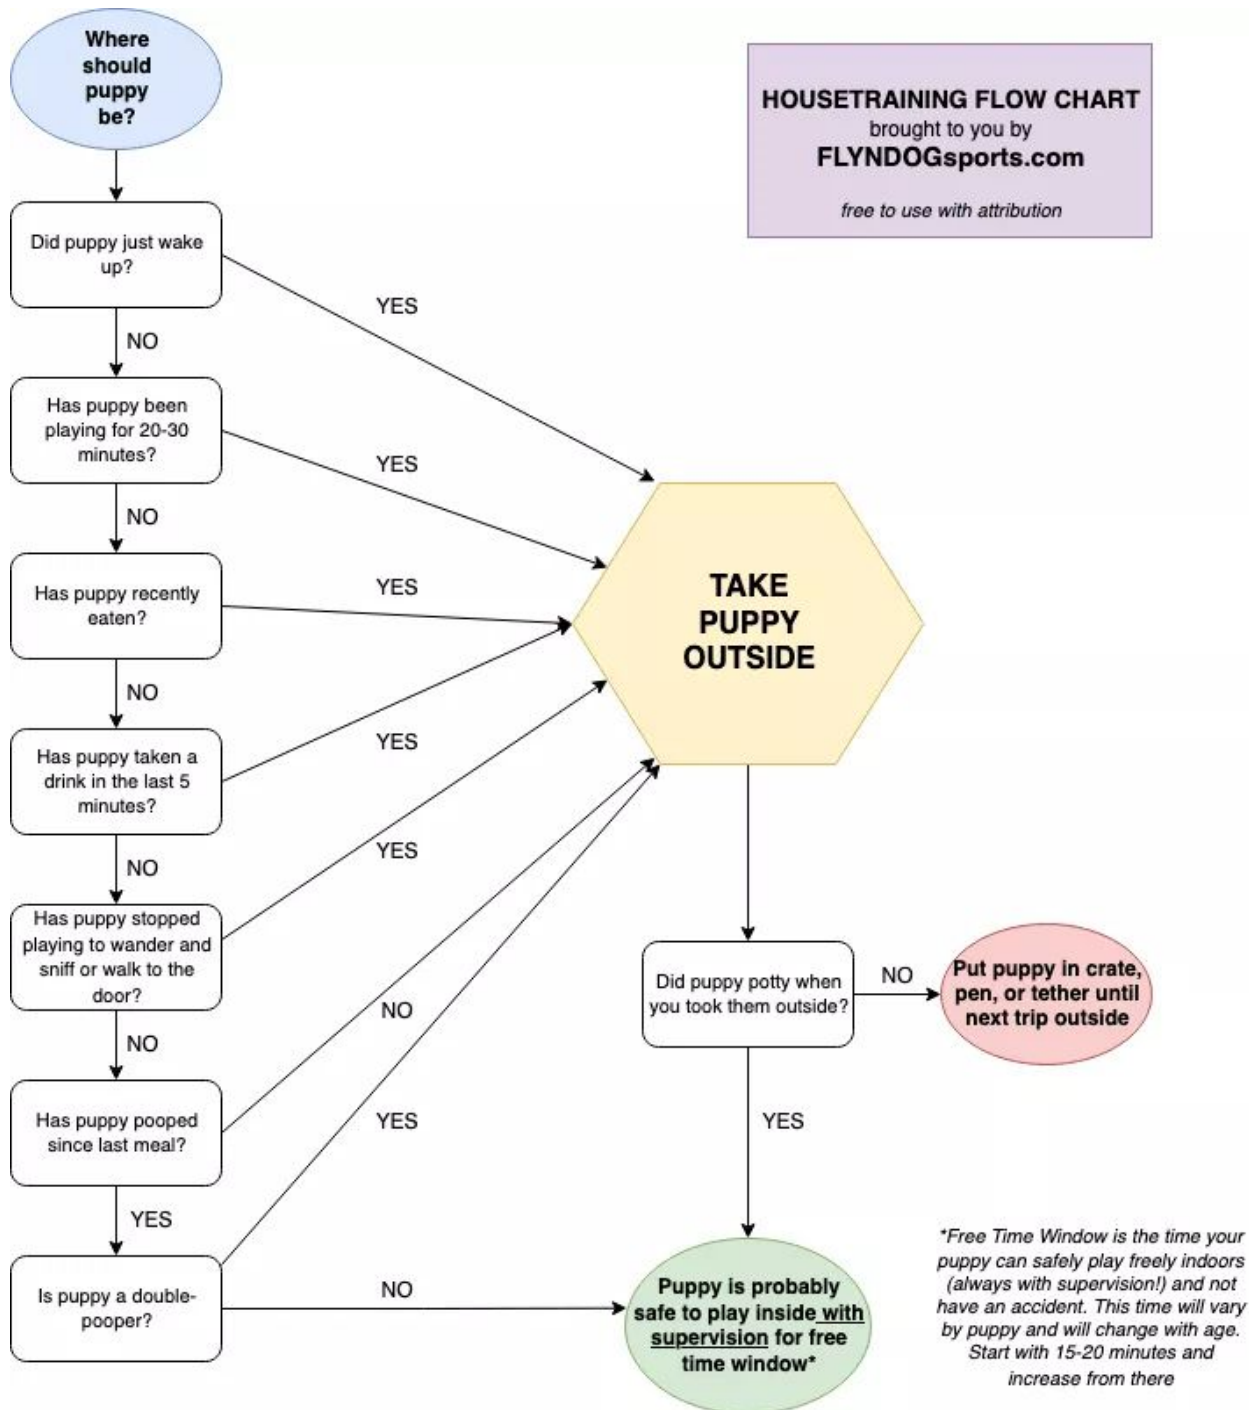 Where
should
puppy
be?
HOUSETRAINING FLOW CHART
brought to you by
FLYNDOGsports.com
free to use with attribution
Did puppy just wake
up?
YES
NO
Has puppy been
playing for 20-30
minutes?
YES
NO
Has puppy recently
eaten?
YES
NO
TAKE
PUPPY
OUTSIDE
Has puppy taken a
drink in the last 5
minutes?
YES
NO
Has puppy stopped
playing to wander and
sniff or walk to the
door?
YES
NO
Has puppy pooped
since last meal?
NO
YES
Is puppy a double-
pooper?
YES
NO
Did puppy potty when
you took them outside?
NO
Put puppy in crate,
pen, or tether until
next trip outside
YES
Puppy is probably
safe to play inside with
supervision for free
time window*
*Free Time Window is the time your
puppy can safely play freely indoors
(always with supervision!) and not
have an accident. This time will vary
by puppy and will change with age.
Start with 15-20 minutes and
increase from there